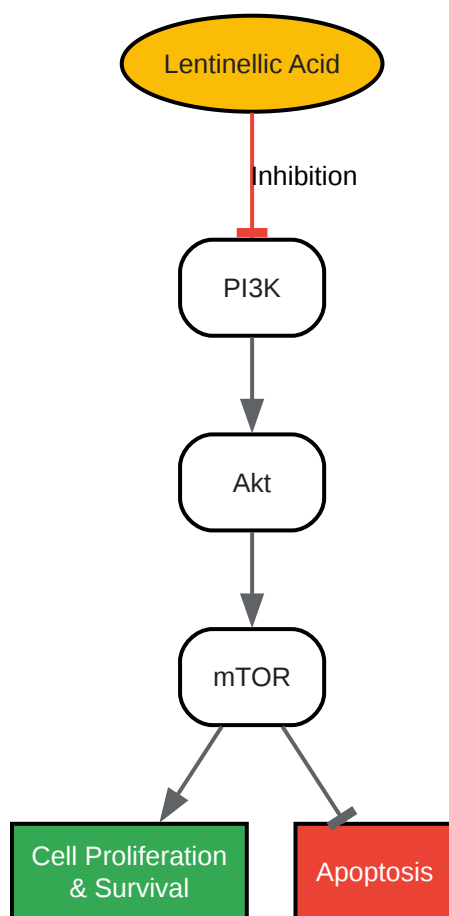 Lentinellic Acid
Inhibition
PI3K
Akt
mTOR
Cell Proliferation
& Survival
Apoptosis